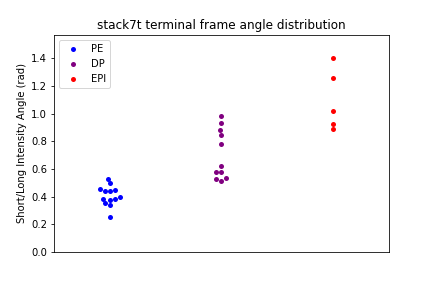 stack7t terminal frame angle distribution
Short/Long Intensity Angle (rad)
1.4
1.2
1.0
0.8
0.6
0.4
0.2
0.0
PE
DP
EPI